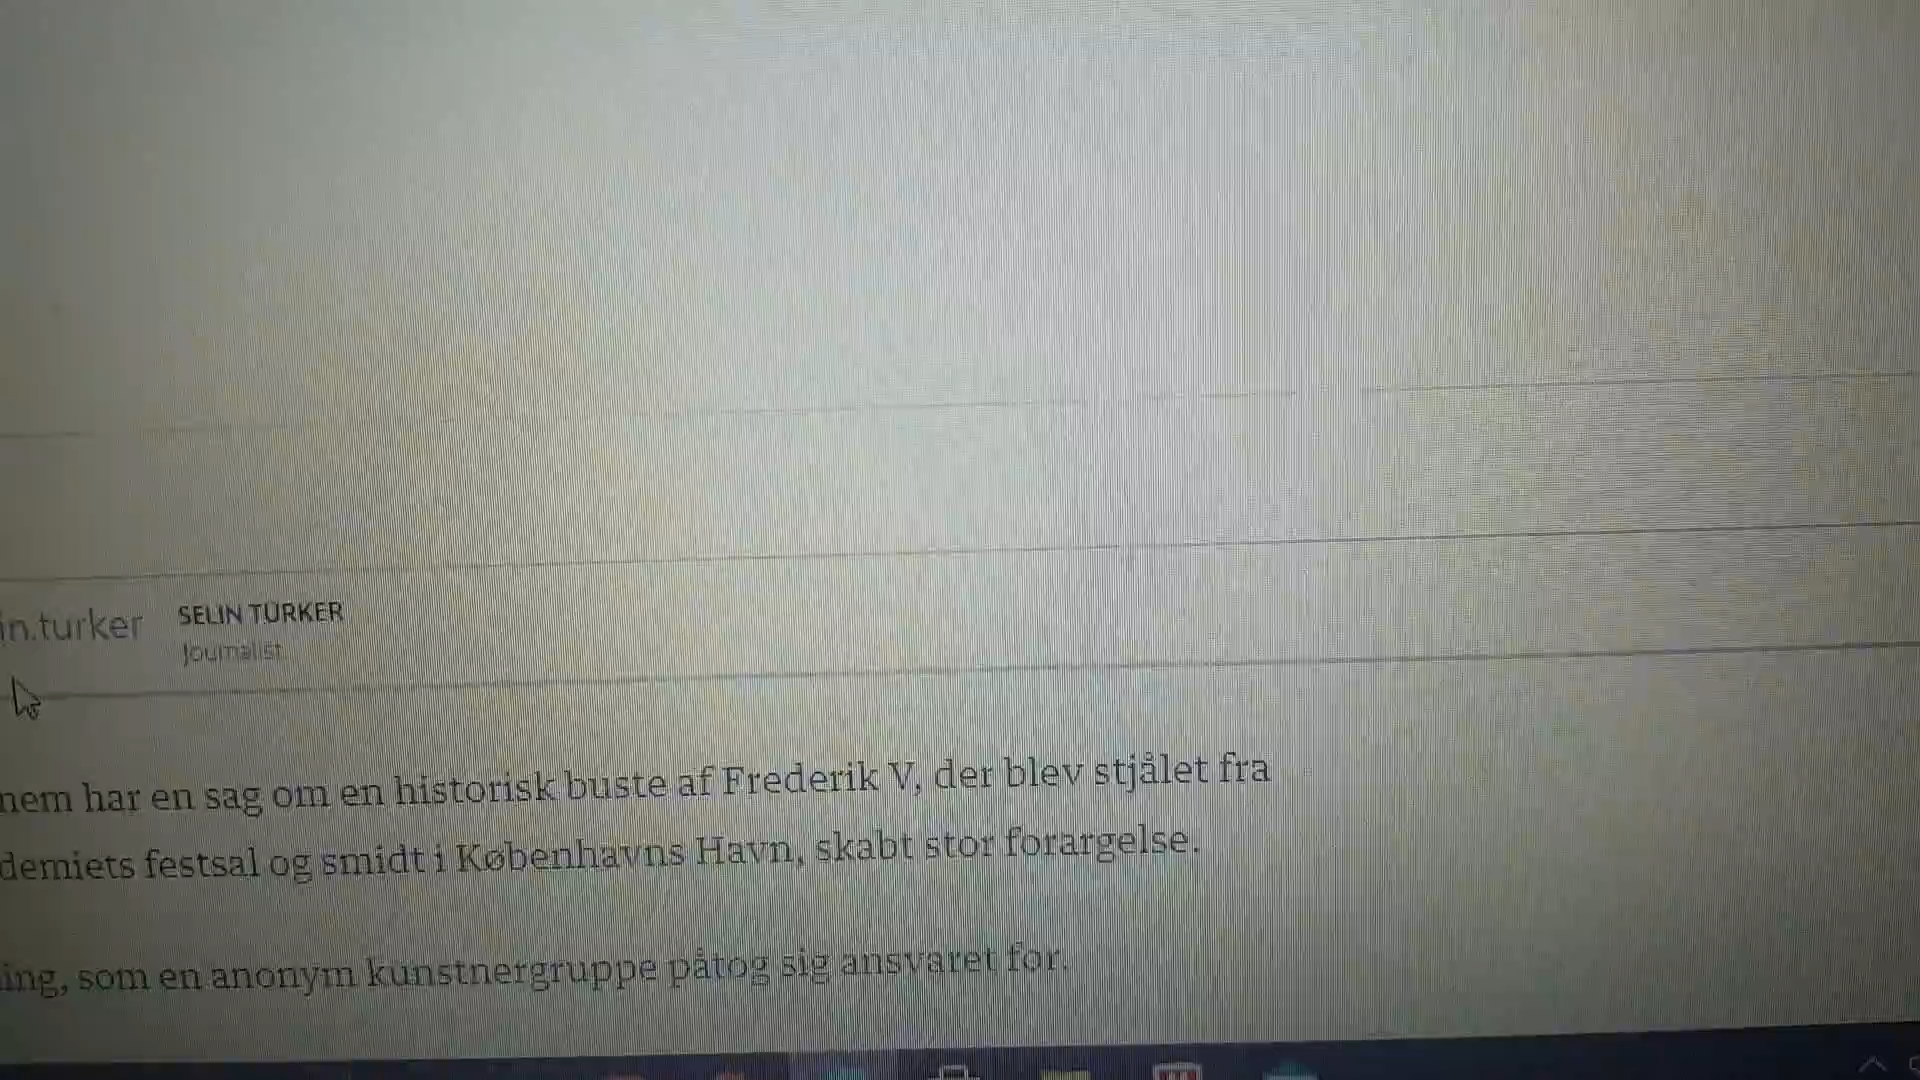 in.turker
SELIN TÜRKER
Journalist
nem har en sag om en historisk buste af Frederik V, der blev stjålet fra
demiets festsal og smidt i Københavns Havn, skabt stor forargelse.
ing, som en anonym kunstnergruppe påtog sig ansvaret for.